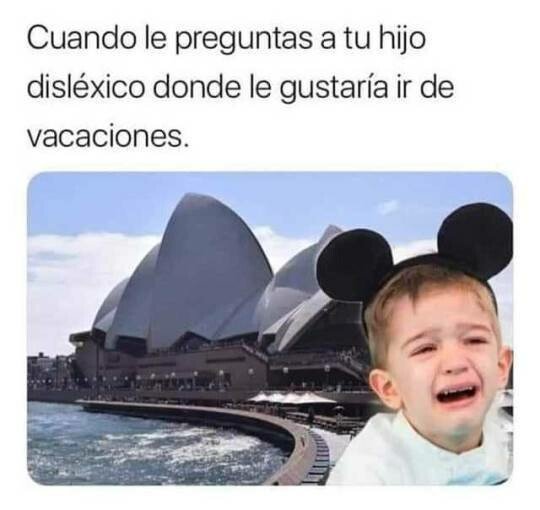 Cuando le preguntas a tu hijo
disléxico donde le gustaría ir de
vacaciones.